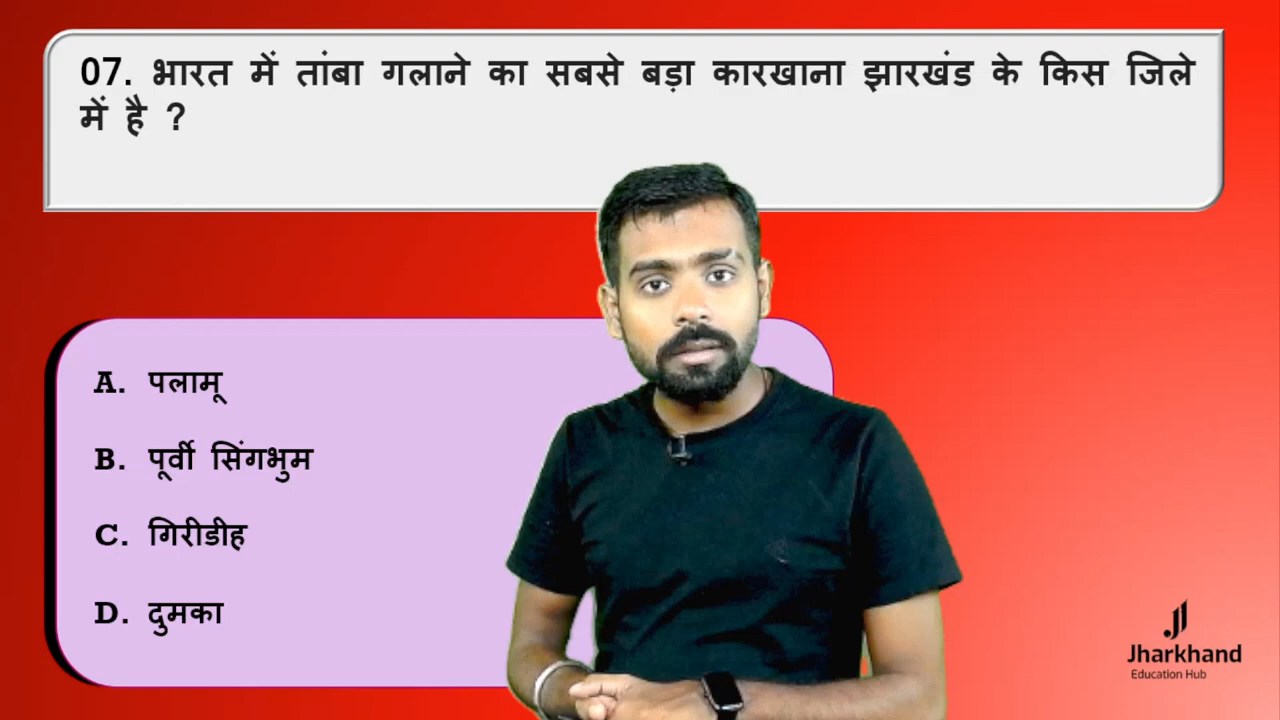 07. भारत में तांबा गलाने का सबसे बड़ा कारखाना झारखंड के किस जिले
में है ?
A. पलामू
B. पूर्वी सिंगभुम
C. गिरीडीह
D. दुमका
Jharkhand
Education Hub